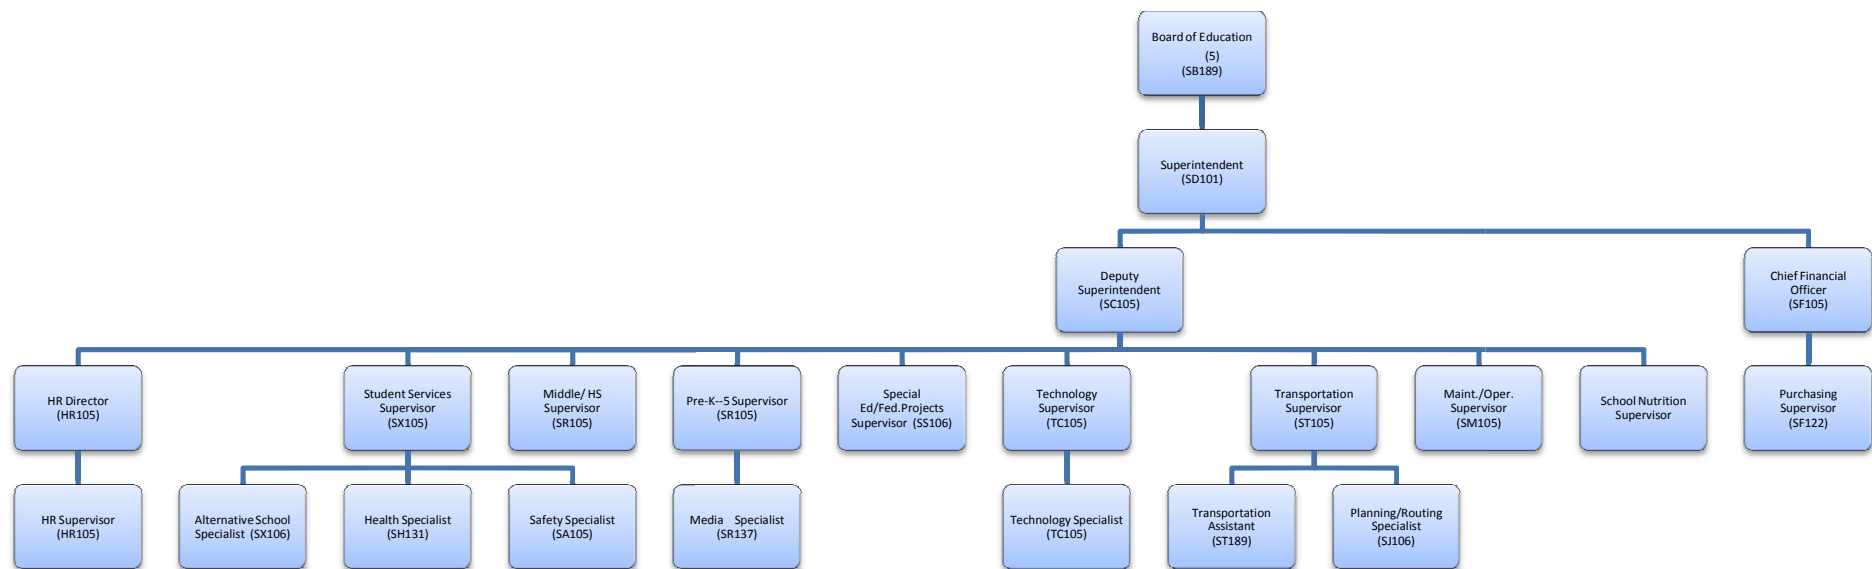 Board of Education
(5)
(SB189)
Superintendent
(SD101)
Deputy
Superintendent
(SC105)
Chief Financial
Officer
(SF105)
HR Director
(HR105)
Student Services
Supervisor
(SX105)
Middle/ HS
Supervisor
(SR105)
Pre-K--5 Supervisor
(SR105)
Special
Ed/Fed.Projects
Supervisor (SS106)
Technology
Supervisor
(TC105)
Transportation
Supervisor
(ST105)
Maint./Oper.
Supervisor
(SM105)
School Nutrition
Supervisor
Purchasing
Supervisor
(SF122)
HR Supervisor
(HR105)
Alternative School
Specialist (SX106)
Health Specialist
(SH131)
Safety Specialist
(SA105)
Media Specialist
(SR137)
Technology Specialist
(TC105)
Transportation
Assistant
(ST189)
Planning/Routing
Specialist
(SJ106)